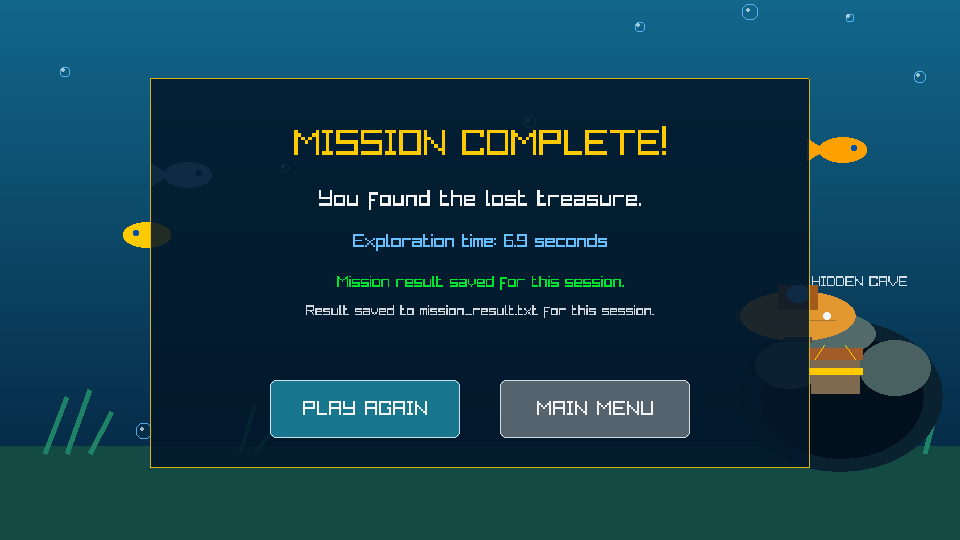 MISSION COMPLETE!
You found the lost treasure.
Exploration time: 6.9 seconds
HIDDEN CAVE
Mission result saved for this session.
Result saved to mission_result.txt for this session.
PLAY AGAIN
MAIN MENU